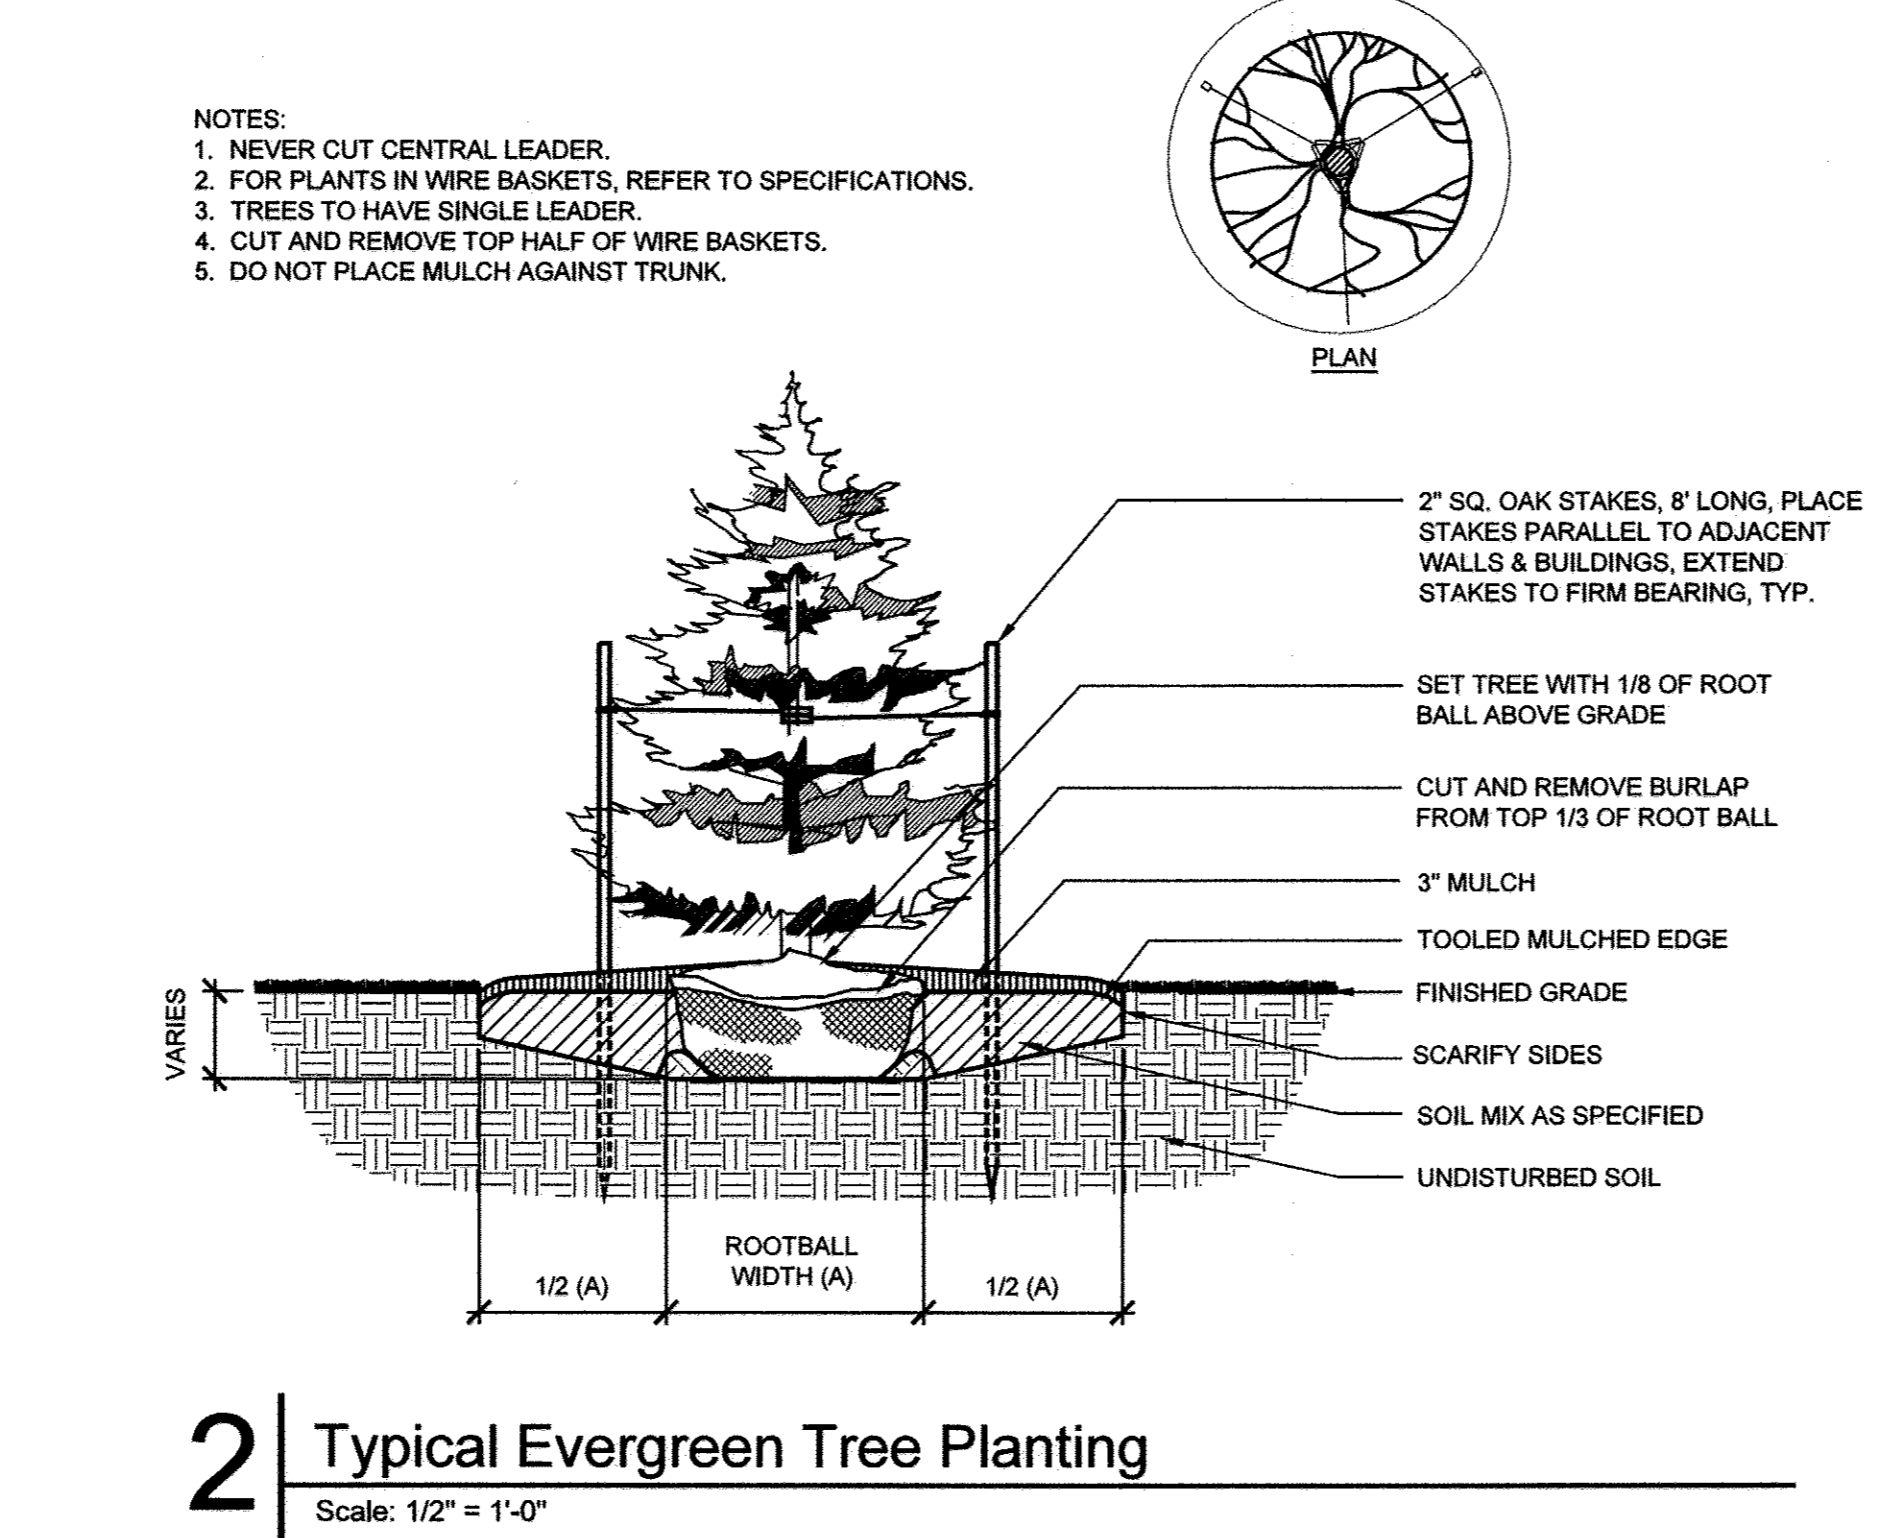 NOTES:
1. NEVER CUT CENTRAL LEADER.
2. FOR PLANTS IN WIRE BASKETS, REFER TO SPECIFICATIONS.
3. TREES TO HAVE SINGLE LEADER.
4. CUT AND REMOVE TOP HALF OF WIRE BASKETS.
5. DO NOT PLACE MULCH AGAINST TRUNK.
PLAN
2" SQ. OAK STAKES, 8' LONG, PLACE
STAKES PARALLEL TO ADJACENT
WALLS & BUILDINGS, EXTEND
STAKES TO FIRM BEARING, TYP.
SET TREE WITH 1/8 OF ROOT
BALL ABOVE GRADE
CUT AND REMOVE BURLAP
FROM TOP 1/3 OF ROOT BALL
3" MULCH
TOOLED MULCHED EDGE
FINISHED GRADE
SCARIFY SIDES
SOIL MIX AS SPECIFIED
UNDISTURBED SOIL
VARIES
1/2 (A)
ROOTBALL
WIDTH (A)
1/2 (A)
2
Typical Evergreen Tree Planting
Scale: 1/2" = 1'-0"